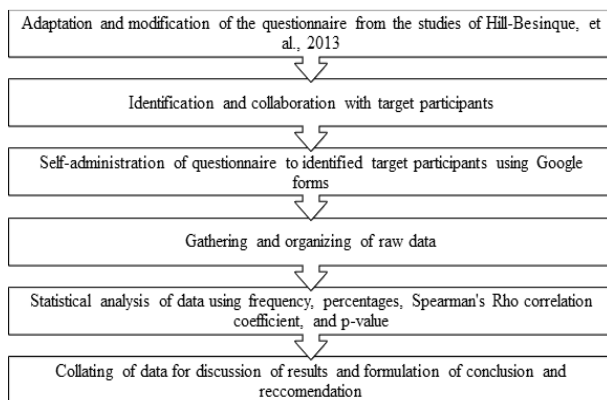 Adaptation and modification of the questionnaire from the studies of Hill-Besinque, et
al., 2013
Identification and collaboration with target participants
Self-administration of questionnaire to identified target participants using Google
forms
Gathering and organizing of raw data
Statistical analysis of data using frequency, percentages, Spearman's Rho correlation
coefficient, and p-value
Collating of data for discussion of results and formulation of conclusion and
reccomendation